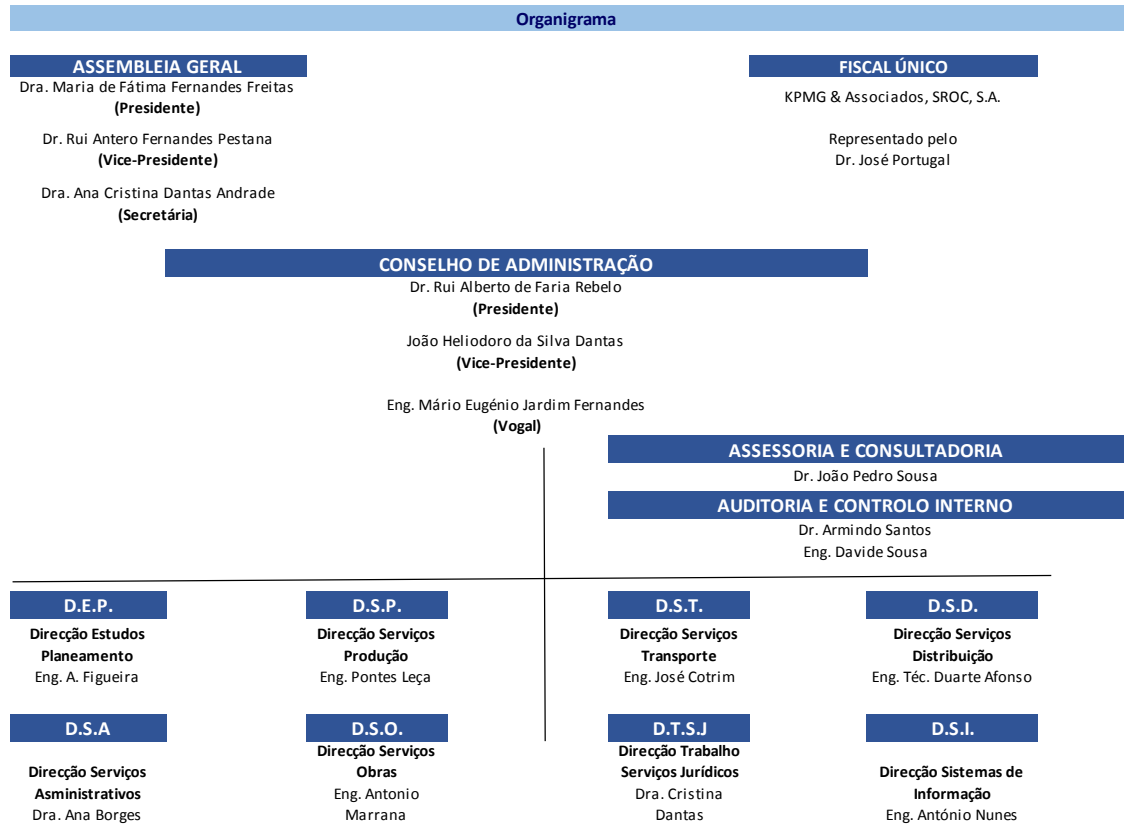 Organigrama
ASSEMBLEIA GERAL
Dra. Maria de Fátima Fernandes Freitas
(Presidente)
Dr. Rui Antero Fernandes Pestana
(Vice-Presidente)
Dra. Ana Cristina Dantas Andrade
(Secretária)
FISCAL ÚNICO
KPMG & Associados, SROC, S.A.
Representado pelo
Dr. José Portugal
CONSELHO DE ADMINISTRAÇÃO
Dr. Rui Alberto de Faria Rebelo
(Presidente)
João Heliodoro da Silva Dantas
(Vice-Presidente)
Eng. Mário Eugénio Jardim Fernandes
(Vogal)
ASSESSORIA E CONSULTADORIA
Dr. João Pedro Sousa
AUDITORIA E CONTROLO INTERNO
Dr. Armindo Santos
Eng. Davide Sousa
D.E.P.
Direcção Estudos
Planeamento
Eng. A. Figueira
D.S.P.
Direcção Serviços
Produção
Eng. Pontes Leça
D.S.T.
Direcção Serviços
Transporte
Eng. José Cotrim
D.S.D.
Direcção Serviços
Distribuição
Eng. Téc. Duarte Afonso
D.S.A
Direcção Serviços
Asministrativos
Dra. Ana Borges
D.S.O.
Direcção Serviços
Obras
Eng. Antonio
Marrana
D.T.S.J
Direcção Trabalho
Serviços Jurídicos
Dra. Cristina
Dantas
D.S.I.
Direcção Sistemas de
Informação
Eng. António Nunes